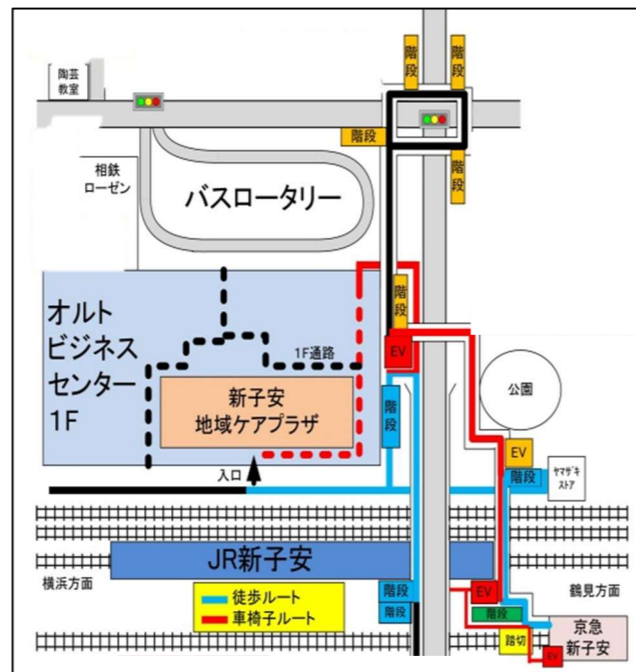 階段
階段
陶芸
教室
階段
階段
相鉄
ローゼン
バスロータリー
オルト
ビジネス
センター
1F
階段
1F通路
EV
新子安
地域ケアプラザ
公園
階段
入口
EV
階段
ヤマザキ
ストア
JR新子安
横浜方面
鶴見方面
徒歩ルート
車椅子ルート
階段
階段
EV
階段
踏切
京急
新子安
EV